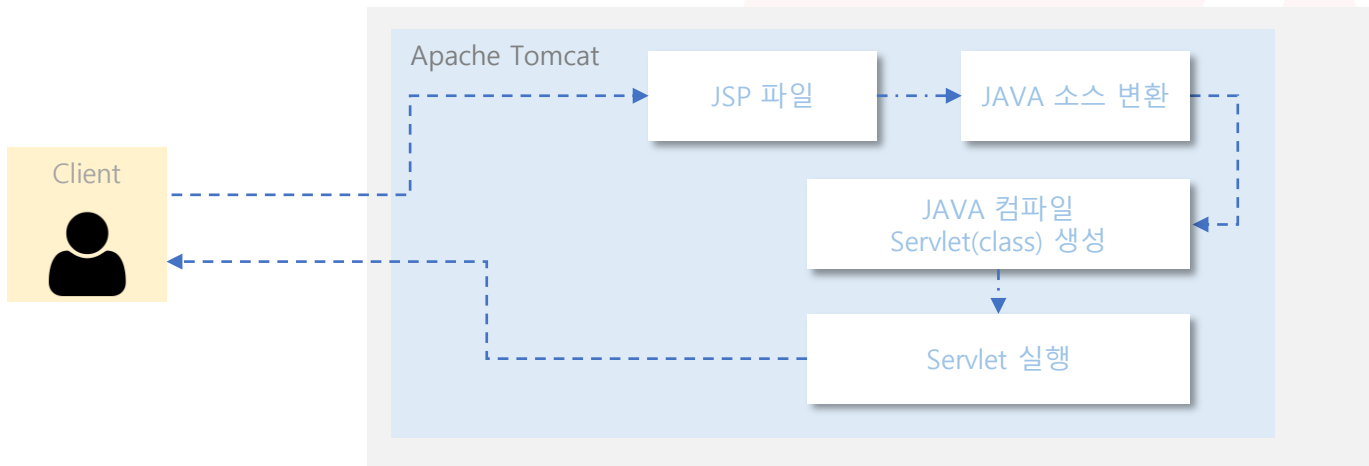 Apache Tomcat
JSP 파일
JAVA 소스 변환
Client
JAVA 컴파일
Servlet(class) 생성
Servlet 실행